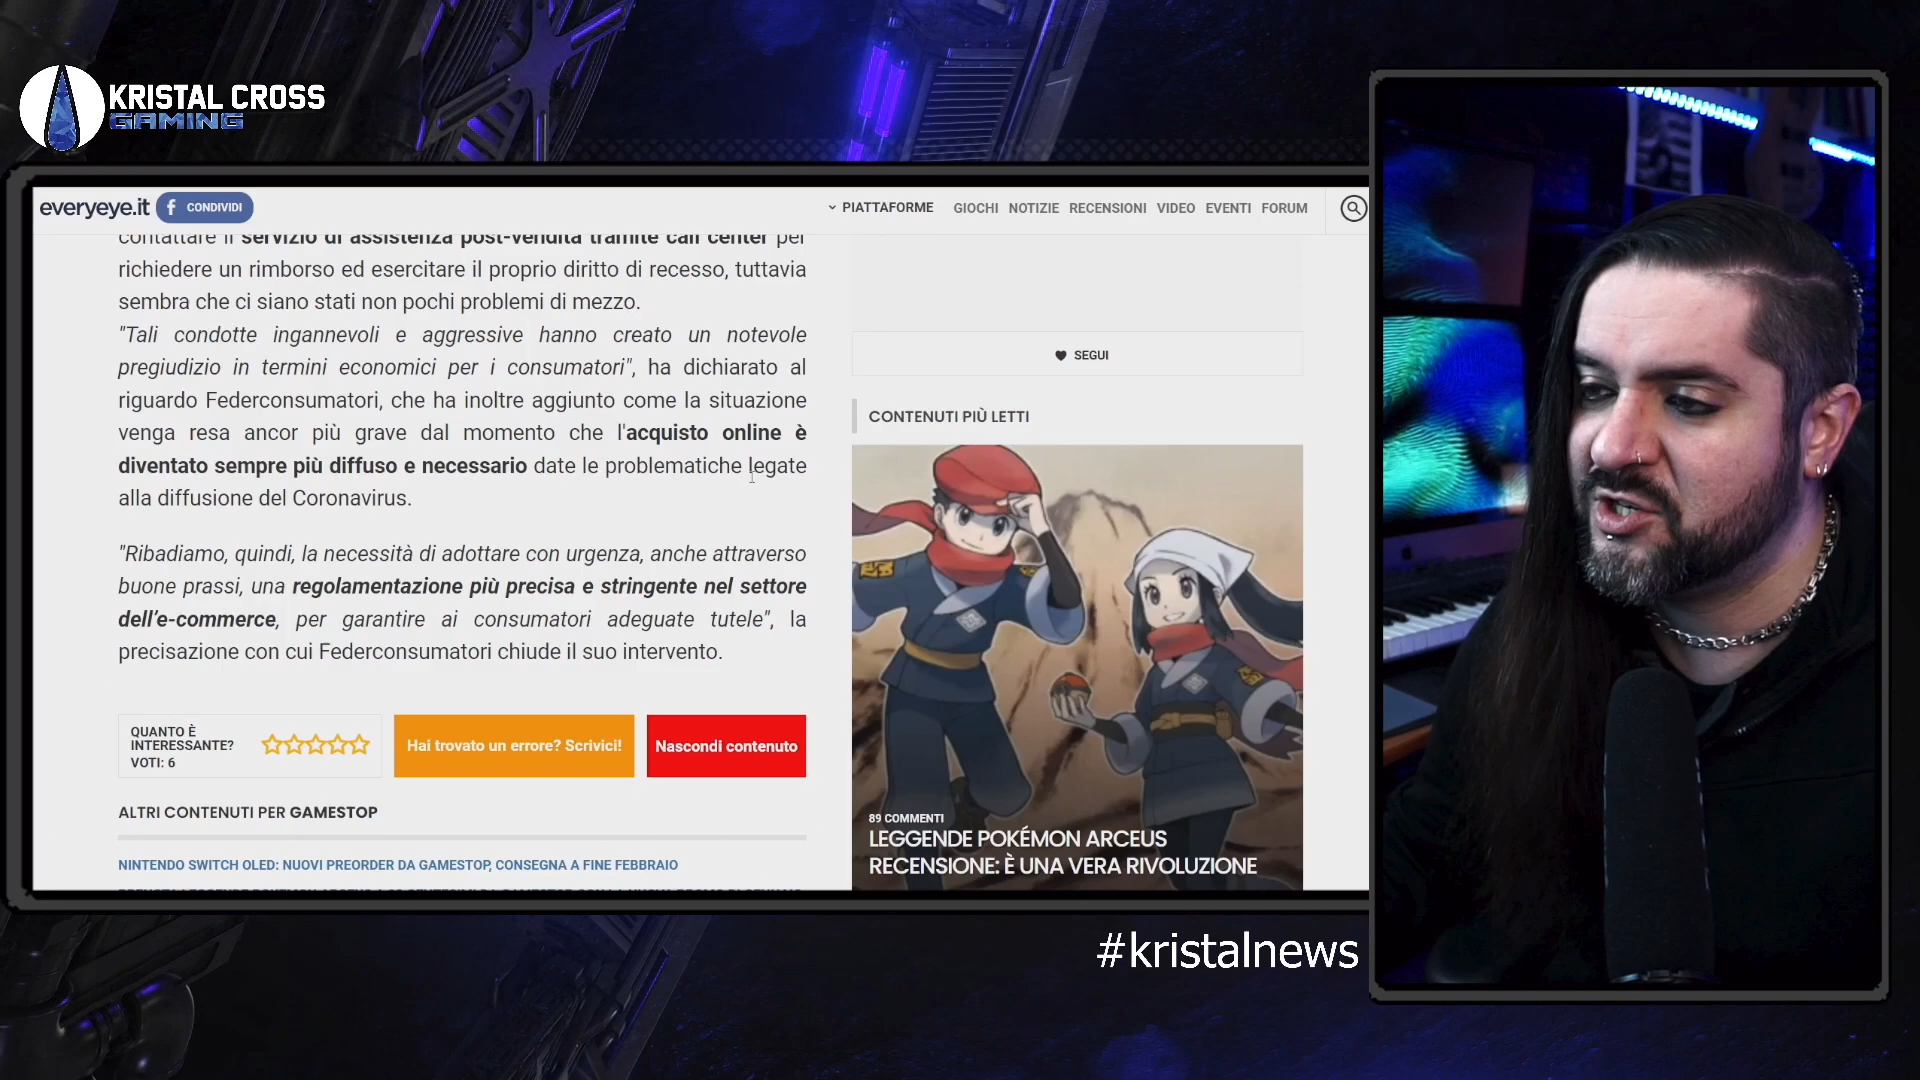 KRISTAL CROSS
GAMING
everyeye.it
CONDIVIDI
PIATTAFORME
GIOCHI
NOTIZIE
RECENSIONI
VIDEO
EVENTI
FORUM
contattare il servizio di assistenza post-vendita tramite call center per
richiedere un rimborso ed esercitare il proprio diritto di recesso, tuttavia
sembra che ci siano stati non pochi problemi di mezzo.
"Tali condotte ingannevoli e aggressive hanno creato un notevole
pregiudizio in termini economici per i consumatori", ha dichiarato al
riguardo Federconsumatori, che ha inoltre aggiunto come la situazione
venga resa ancor più grave dal momento che l'acquisto online è
diventato sempre più diffuso e necessario date le problematiche legate
alla diffusione del Coronavirus.
"Ribadiamo, quindi, la necessità di adottare con urgenza, anche attraverso
buone prassi, una regolamentazione più precisa e stringente nel settore
dell'e-commerce, per garantire ai consumatori adeguate tutele", la
precisazione con cui Federconsumatori chiude il suo intervento.
QUANTO È
INTERESSANTE?
VOTI: 6
Hai trovato un errore? Scrivici!
Nascondi contenuto
ALTRI CONTENUTI PER GAMESTOP
NINTENDO SWITCH OLED: NUOVI PREORDER DA GAMESTOP, CONSEGNA A FINE FEBBRAIO
SEGUI
CONTENUTI PIÙ LETTI
89 COMMENTI
LEGGENDE POKÉMON ARCEUS
RECENSIONE: È UNA VERA RIVOLUZIONE
#kristalnews